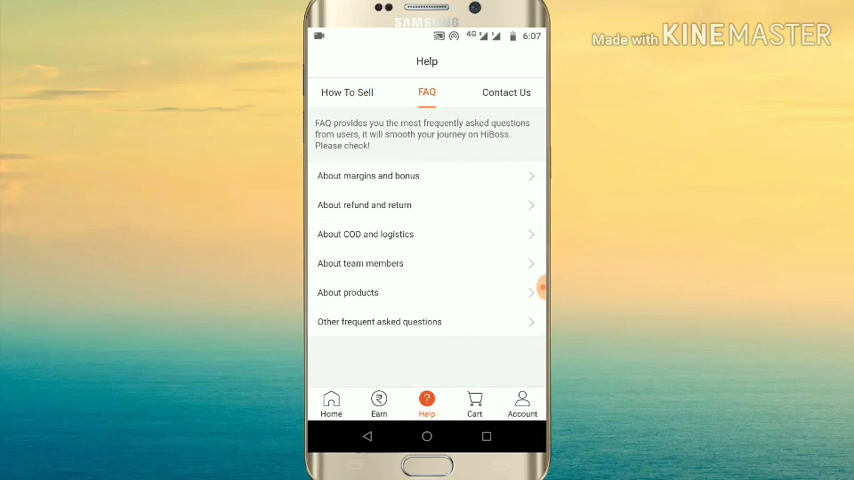 SAMSUNG
Made with KINEMASTER
4G 6:07
Help
How To Sell FAQ Contact Us
FAQ provides you the most frequently asked questions
from users, it will smooth your journey on HiBoss.
Please check!
About margins and bonus
About refund and return
About COD and logistics
About team members
About products
Other frequent asked questions
Home Earn Help Cart Account